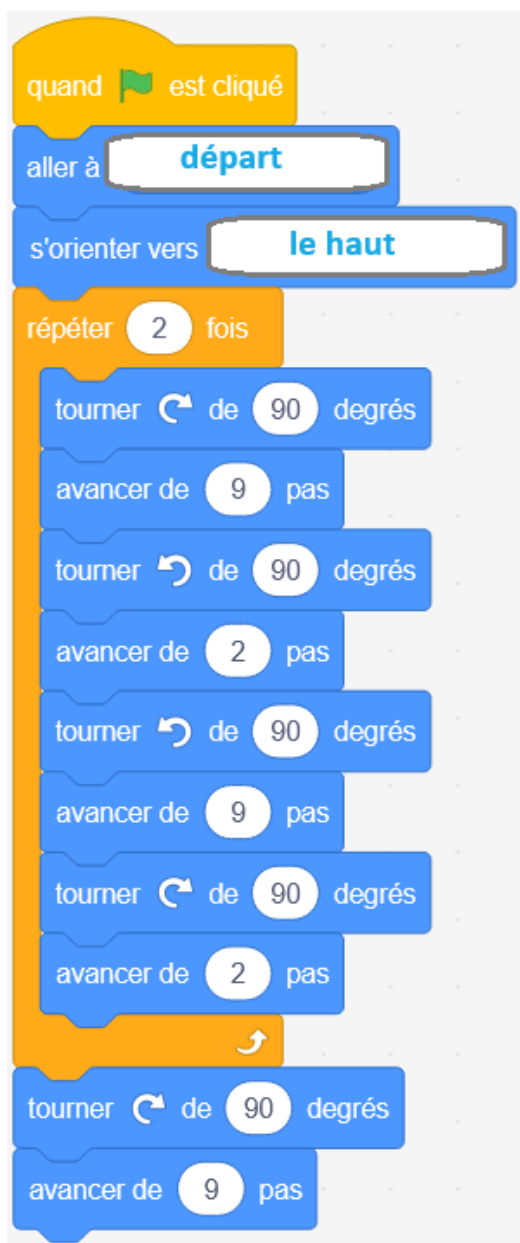 quand est cliqué
aller à départ
s'orienter vers le haut
répéter 2 fois
tourner de 90 degrés
avancer de 9 pas
tourner de 90 degrés
avancer de 2 pas
tourner de 90 degrés
avancer de 9 pas
tourner de 90 degrés
avancer de 2 pas
tourner de 90 degrés
avancer de 9 pas